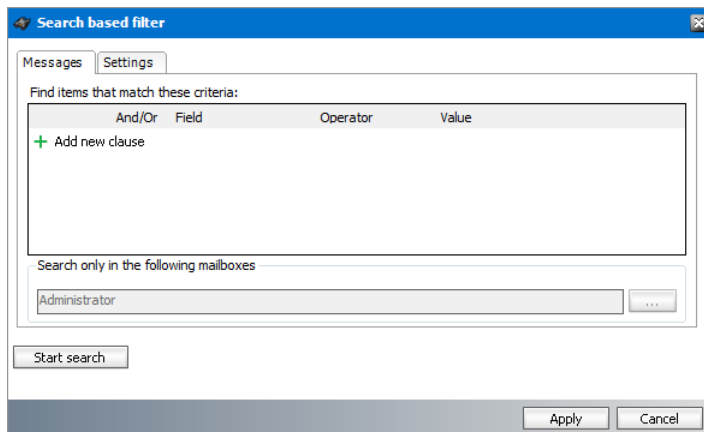 Search based filter
Messages Settings
Find items that match these criteria:
And/Or Field Operator Value
+ Add new clause
Search only in the following mailboxes
Administrator ...
Start search
Apply Cancel